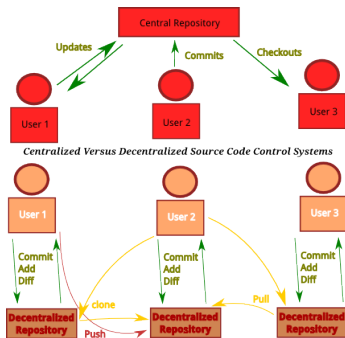 Central Repository
Updates
Commits
Checkouts
User 1
User 2
User 3
Centralized Versus Decentralized Source Code Control Systems
User 1
User 2
User 3
Commit
Add
Diff
Commit
Add
Diff
Commit
Add
Diff
clone
Pull
Decentralized
Repository
Decentralized
Repository
Decentralized
Repository
Push